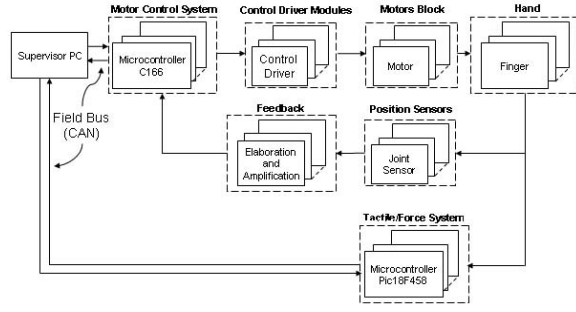 Motor Control System
Control Driver Modules
Motors Block
Hand
Supervisor PC
Microcontroller
C166
Control
Driver
Motor
Finger
Field Bus
(CAN)
Feedback
Position Sensors
Elaboration
and
Amplification
Joint
Sensor
Tactile/Force System
Microcontroller
Pic18F458